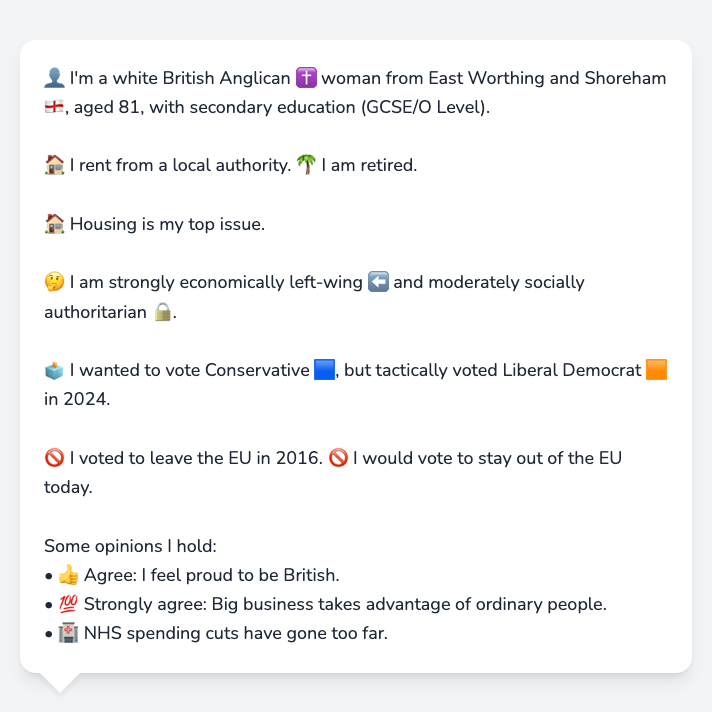 👤 I'm a white British Anglican ✝️ woman from East Worthing and Shoreham
🏴󠁧󠁢󠁥󠁮󠁧󠁿, aged 81, with secondary education (GCSE/O Level).
🏠 I rent from a local authority. 🌴 I am retired.
🏠 Housing is my top issue.
🤔 I am strongly economically left-wing ⬅️ and moderately socially
authoritarian 🔒.
🗳️ I wanted to vote Conservative 🟦, but tactically voted Liberal Democrat 🟧
in 2024.
🚫 I voted to leave the EU in 2016. 🚫 I would vote to stay out of the EU
today.
Some opinions I hold:
• 👍 Agree: I feel proud to be British.
• 💯 Strongly agree: Big business takes advantage of ordinary people.
• 🏥 NHS spending cuts have gone too far.